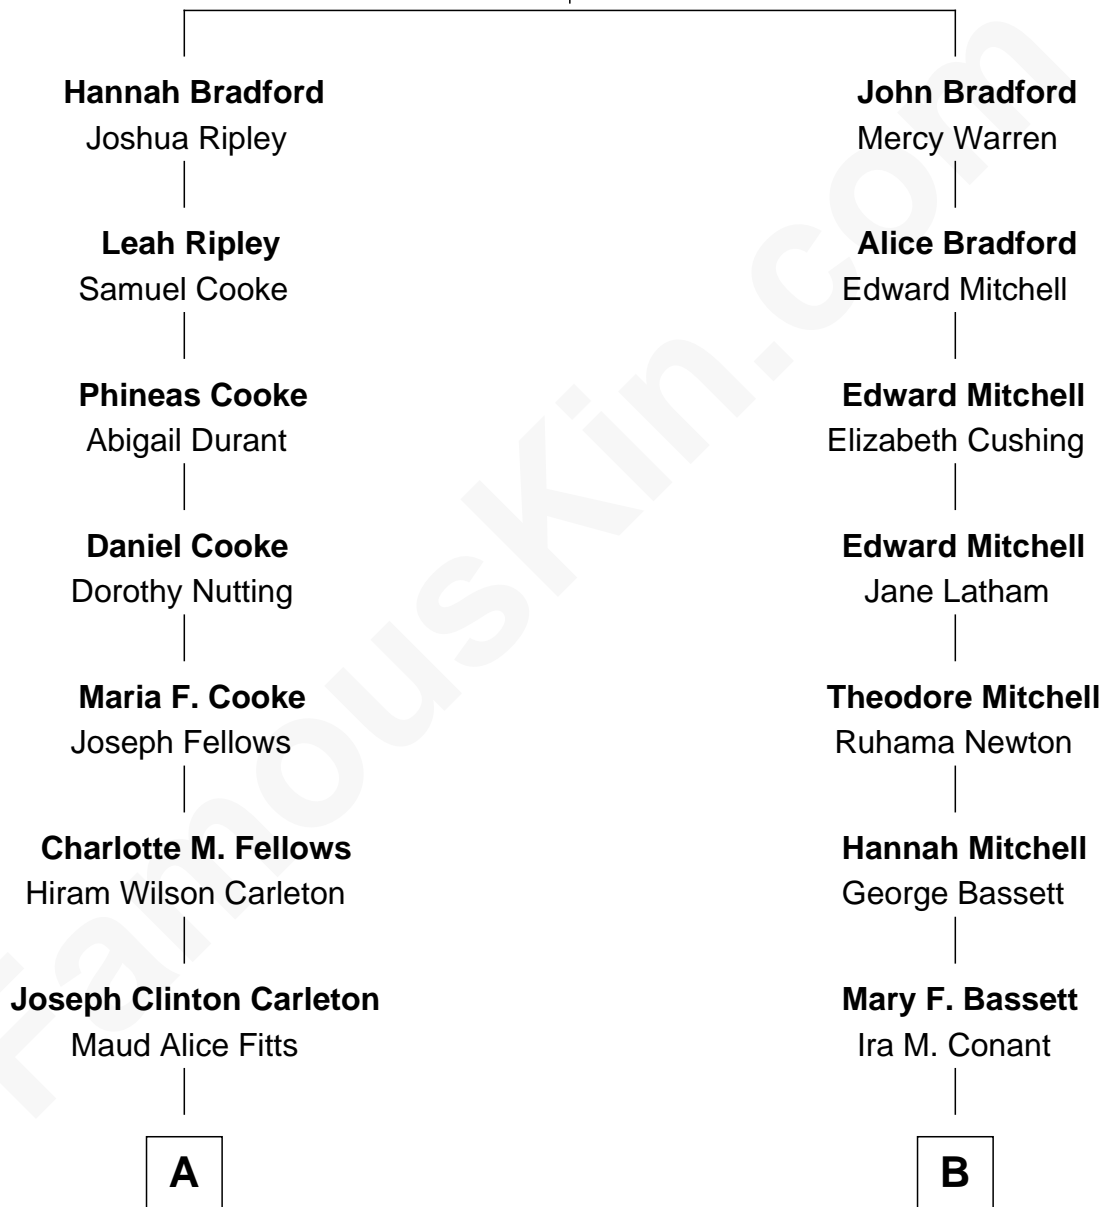 Hannah Bradford
Joshua Ripley
Leah Ripley
Samuel Cooke
Phineas Cooke
Abigail Durant
Daniel Cooke
Dorothy Nutting
Maria F. Cooke
Joseph Fellows
Charlotte M. Fellows
Hiram Wilson Carleton
Joseph Clinton Carleton
Maud Alice Fitts
A
John Bradford
Mercy Warren
Alice Bradford
Edward Mitchell
Edward Mitchell
Elizabeth Cushing
Edward Mitchell
Jane Latham
Theodore Mitchell
Ruhama Newton
Hannah Mitchell
George Bassett
Mary F. Bassett
Ira M. Conant
B
FamousKin.com